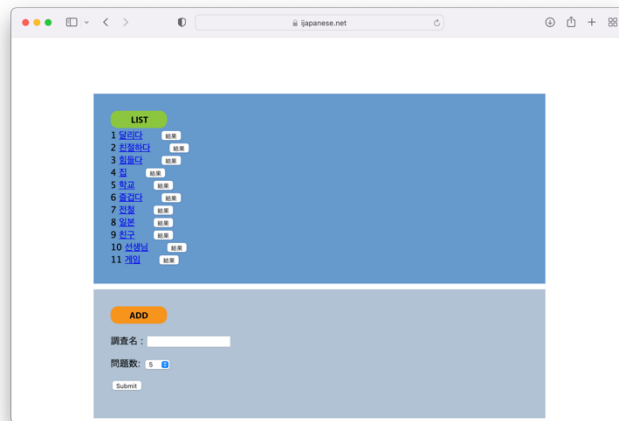 ijapanese.net
LIST
1 달리다 結果
2 친절하다 結果
3 힘들다 結果
4 집 結果
5 학교 結果
6 즐겁다 結果
7 전철 結果
8 일본 結果
9 친구 結果
10 선생님 結果
11 게임 結果
ADD
調査名 :
問題数: 5
Submit